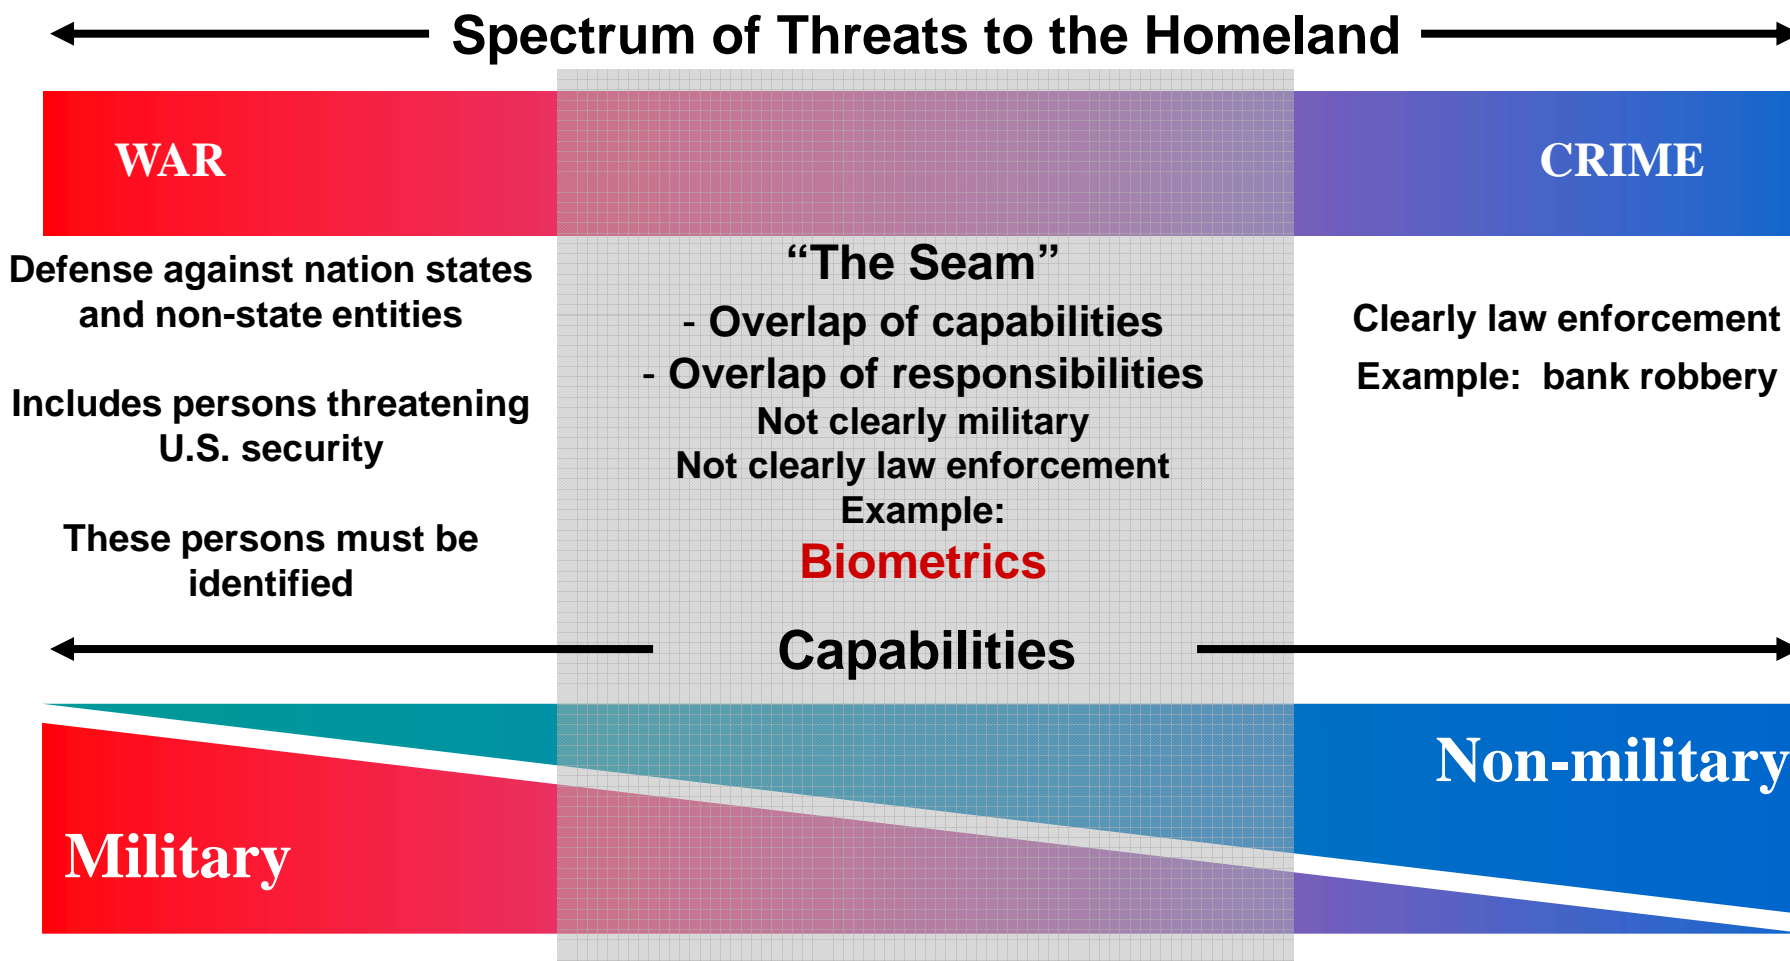 Spectrum of Threats to the Homeland
WAR
CRIME
Defense against nation states
and non-state entities
Includes persons threatening
U.S. security
These persons must be
identified
“The Seam”
- Overlap of capabilities
- Overlap of responsibilities
Not clearly military
Not clearly law enforcement
Example:
Biometrics
Clearly law enforcement
Example: bank robbery
Capabilities
Military
Non-military